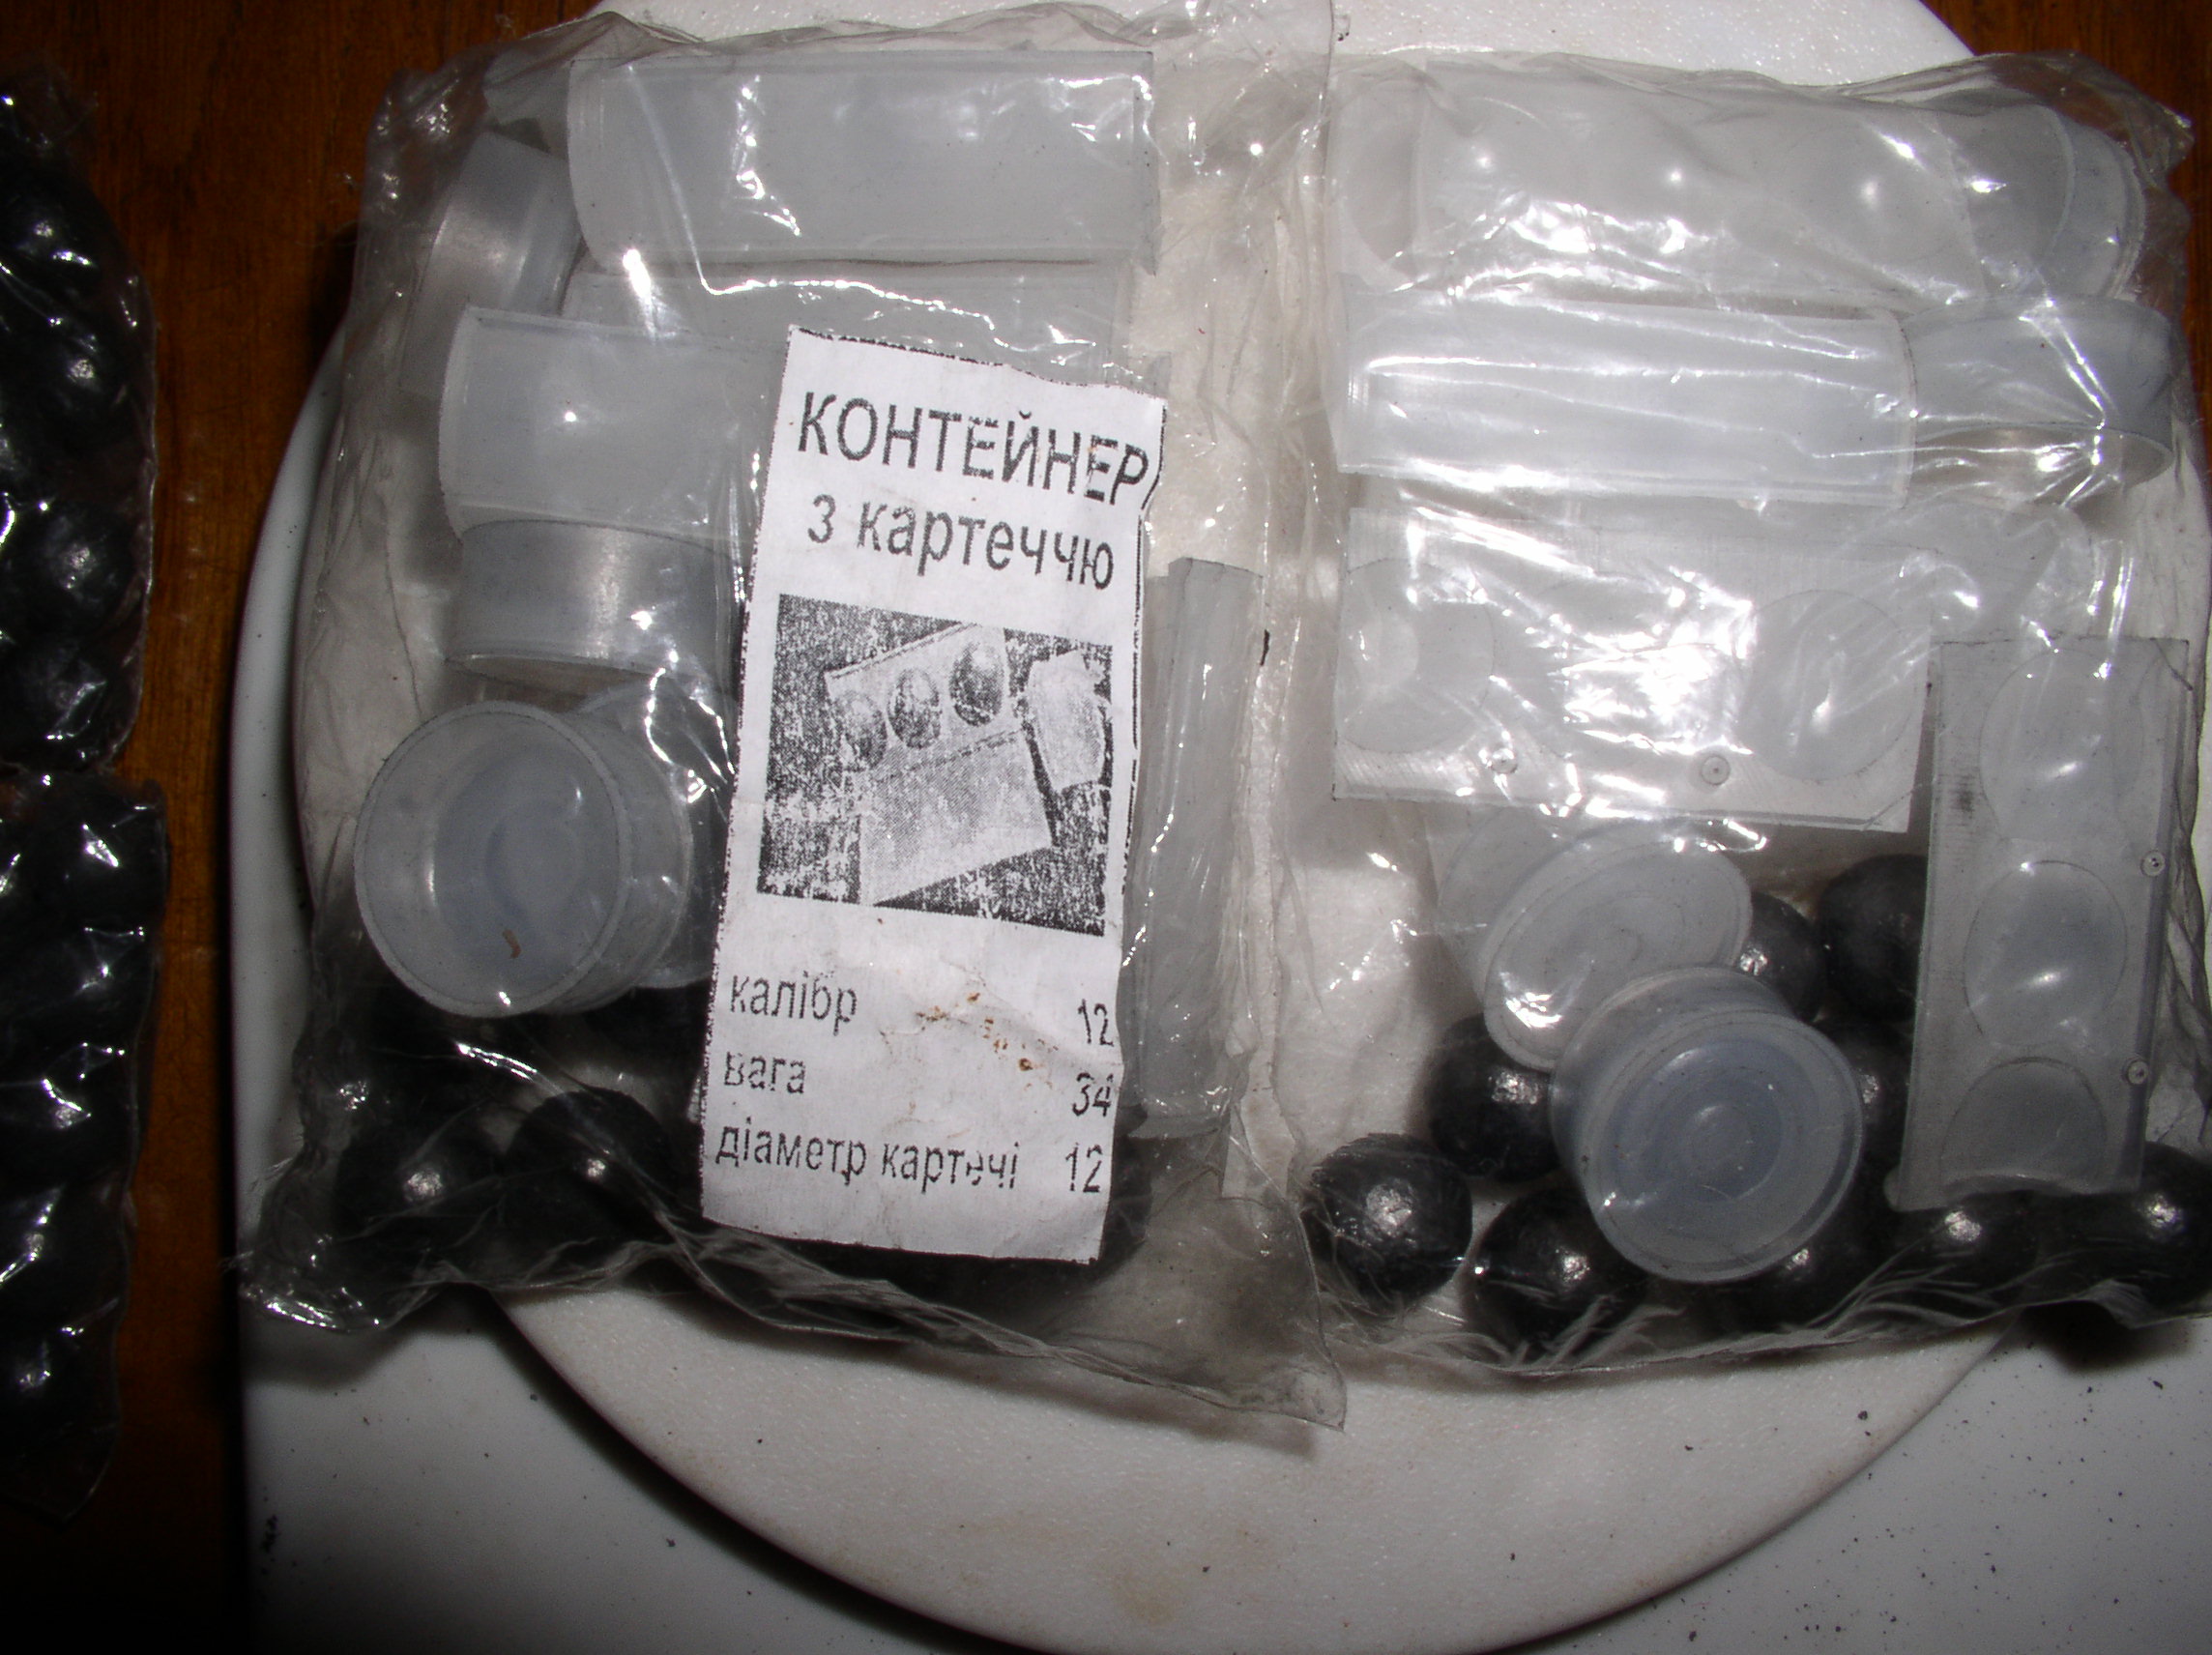 КОНТЕЙНЕР
з картеччю
калібр 12
вага 34
діаметр картечі 12